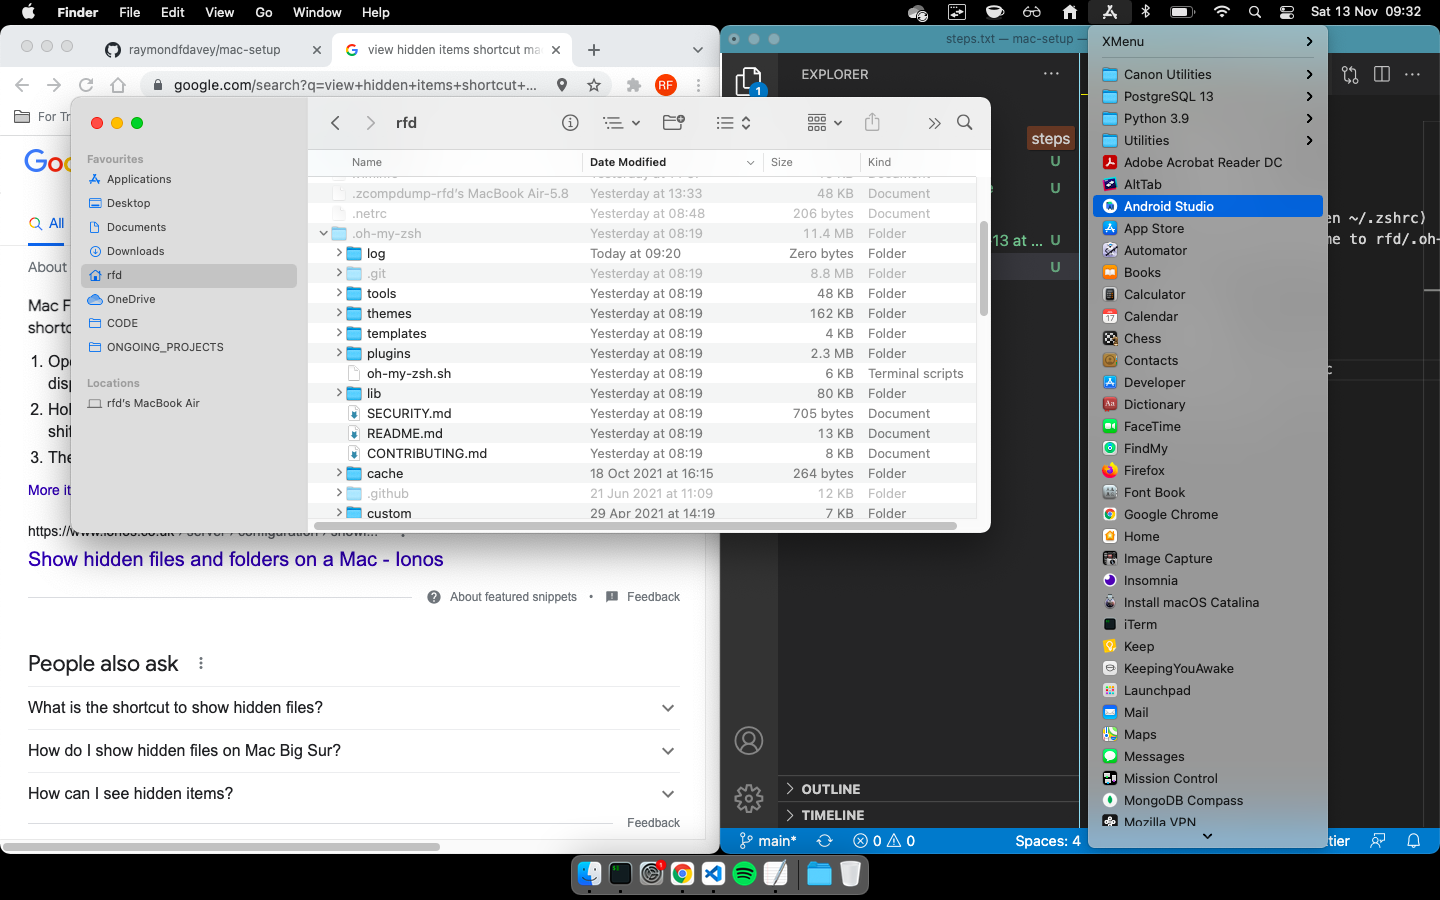 Finder File Edit View Go Window Help
Sat 13 Nov 09:32
raymondfdavey/mac-setup
view hidden items shortcut ma
google.com/search?q=view+hidden+items+shortcut+...
RF
For Tr
Goo
All
About
Mac F
shortc
1. Ope
disp
2. Hol
shif
3. The
More it
Show hidden files and folders on a Mac - Ionos
About featured snippets • Feedback
People also ask
What is the shortcut to show hidden files?
How do I show hidden files on Mac Big Sur?
How can I see hidden items?
Feedback
Favourites
Applications
Desktop
Documents
Downloads
rfd
OneDrive
CODE
ONGOING_PROJECTS
Locations
rfd's MacBook Air
rfd
Name Date Modified Size Kind
.zcompdump-rfd's MacBook Air-5.8 Yesterday at 13:33 48 KB Document
.netrc Yesterday at 08:48 206 bytes Document
.oh-my-zsh Yesterday at 08:19 11.4 MB Folder
log Today at 09:20 Zero bytes Folder
.git Yesterday at 08:19 8.8 MB Folder
tools Yesterday at 08:19 48 KB Folder
themes Yesterday at 08:19 162 KB Folder
templates Yesterday at 08:19 4 KB Folder
plugins Yesterday at 08:19 2.3 MB Folder
oh-my-zsh.sh Yesterday at 08:19 6 KB Terminal scripts
lib Yesterday at 08:19 80 KB Folder
SECURITY.md Yesterday at 08:19 705 bytes Document
README.md Yesterday at 08:19 13 KB Document
CONTRIBUTING.md Yesterday at 08:19 8 KB Document
cache 18 Oct 2021 at 16:15 264 bytes Folder
.github 21 Jun 2021 at 11:09 12 KB Folder
custom 29 Apr 2021 at 14:19 7 KB Folder
steps.txt — mac-setup —
EXPLORER
1
steps
U
U
13 at ... U
U
en ~/.zshrc)
me to rfd/.oh-
c
OUTLINE
TIMELINE
main* 0 0 Spaces: 4
tier
XMenu
Canon Utilities
PostgreSQL 13
Python 3.9
Utilities
Adobe Acrobat Reader DC
AltTab
Android Studio
App Store
Automator
Books
Calculator
Calendar
Chess
Contacts
Developer
Dictionary
FaceTime
FindMy
Firefox
Font Book
Google Chrome
Home
Image Capture
Insomnia
Install macOS Catalina
iTerm
Keep
KeepingYouAwake
Launchpad
Mail
Maps
Messages
Mission Control
MongoDB Compass
Mozilla VPN
1